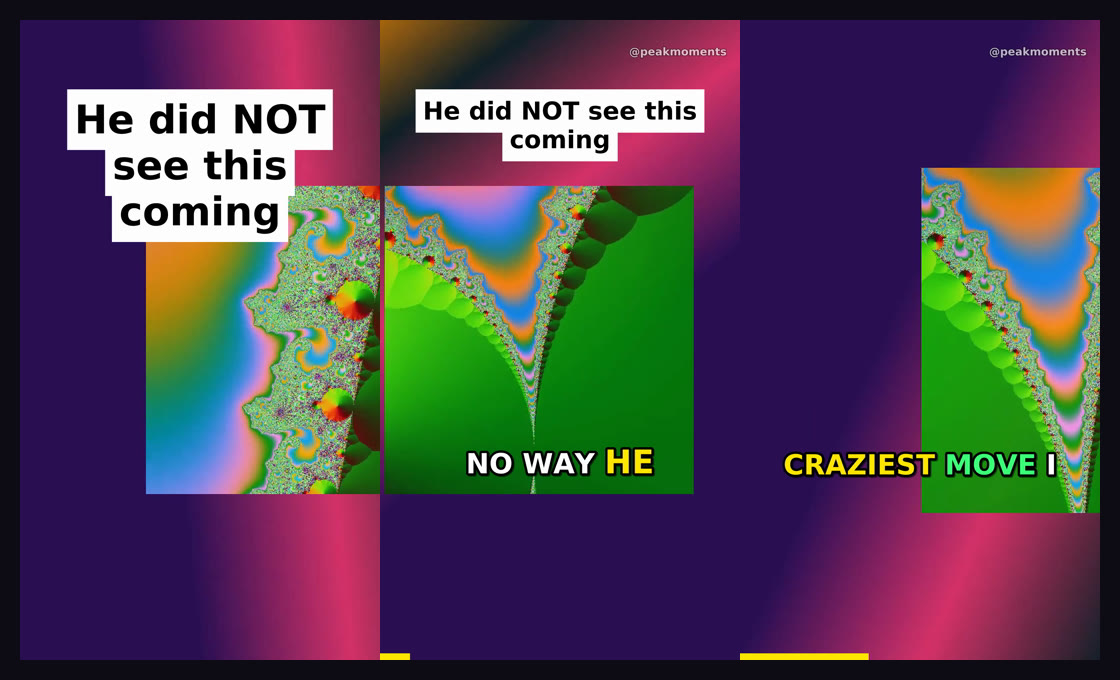 He did NOT
see this
coming
@peakmoments
He did NOT see this
coming
NO WAY HE
@peakmoments
CRAZIEST MOVE I